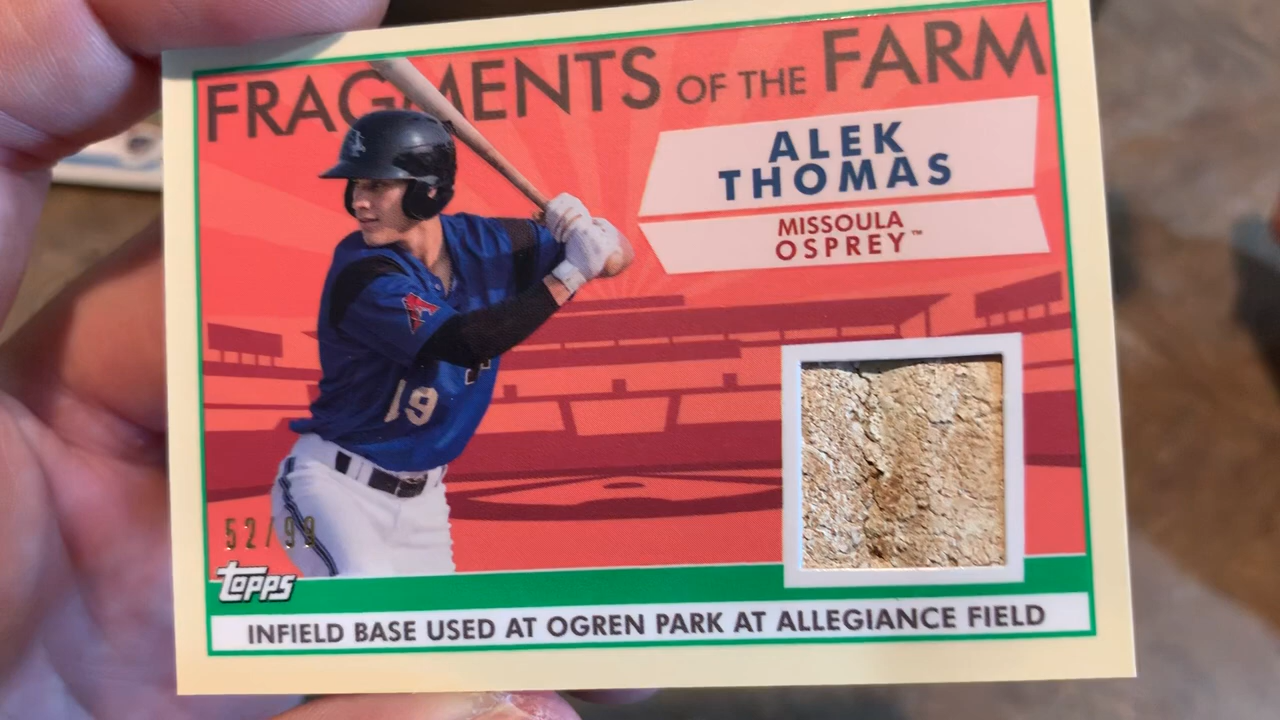 FRAGMENTS OF THE FARM
ALEK
THOMAS
MISSOULA
OSPREY™
19
52/99
topps
INFIELD BASE USED AT OGREN PARK AT ALLEGIANCE FIELD